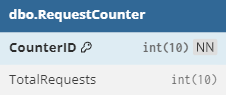 dbo.RequestCounter
CounterID int(10) NN
TotalRequests int(10)